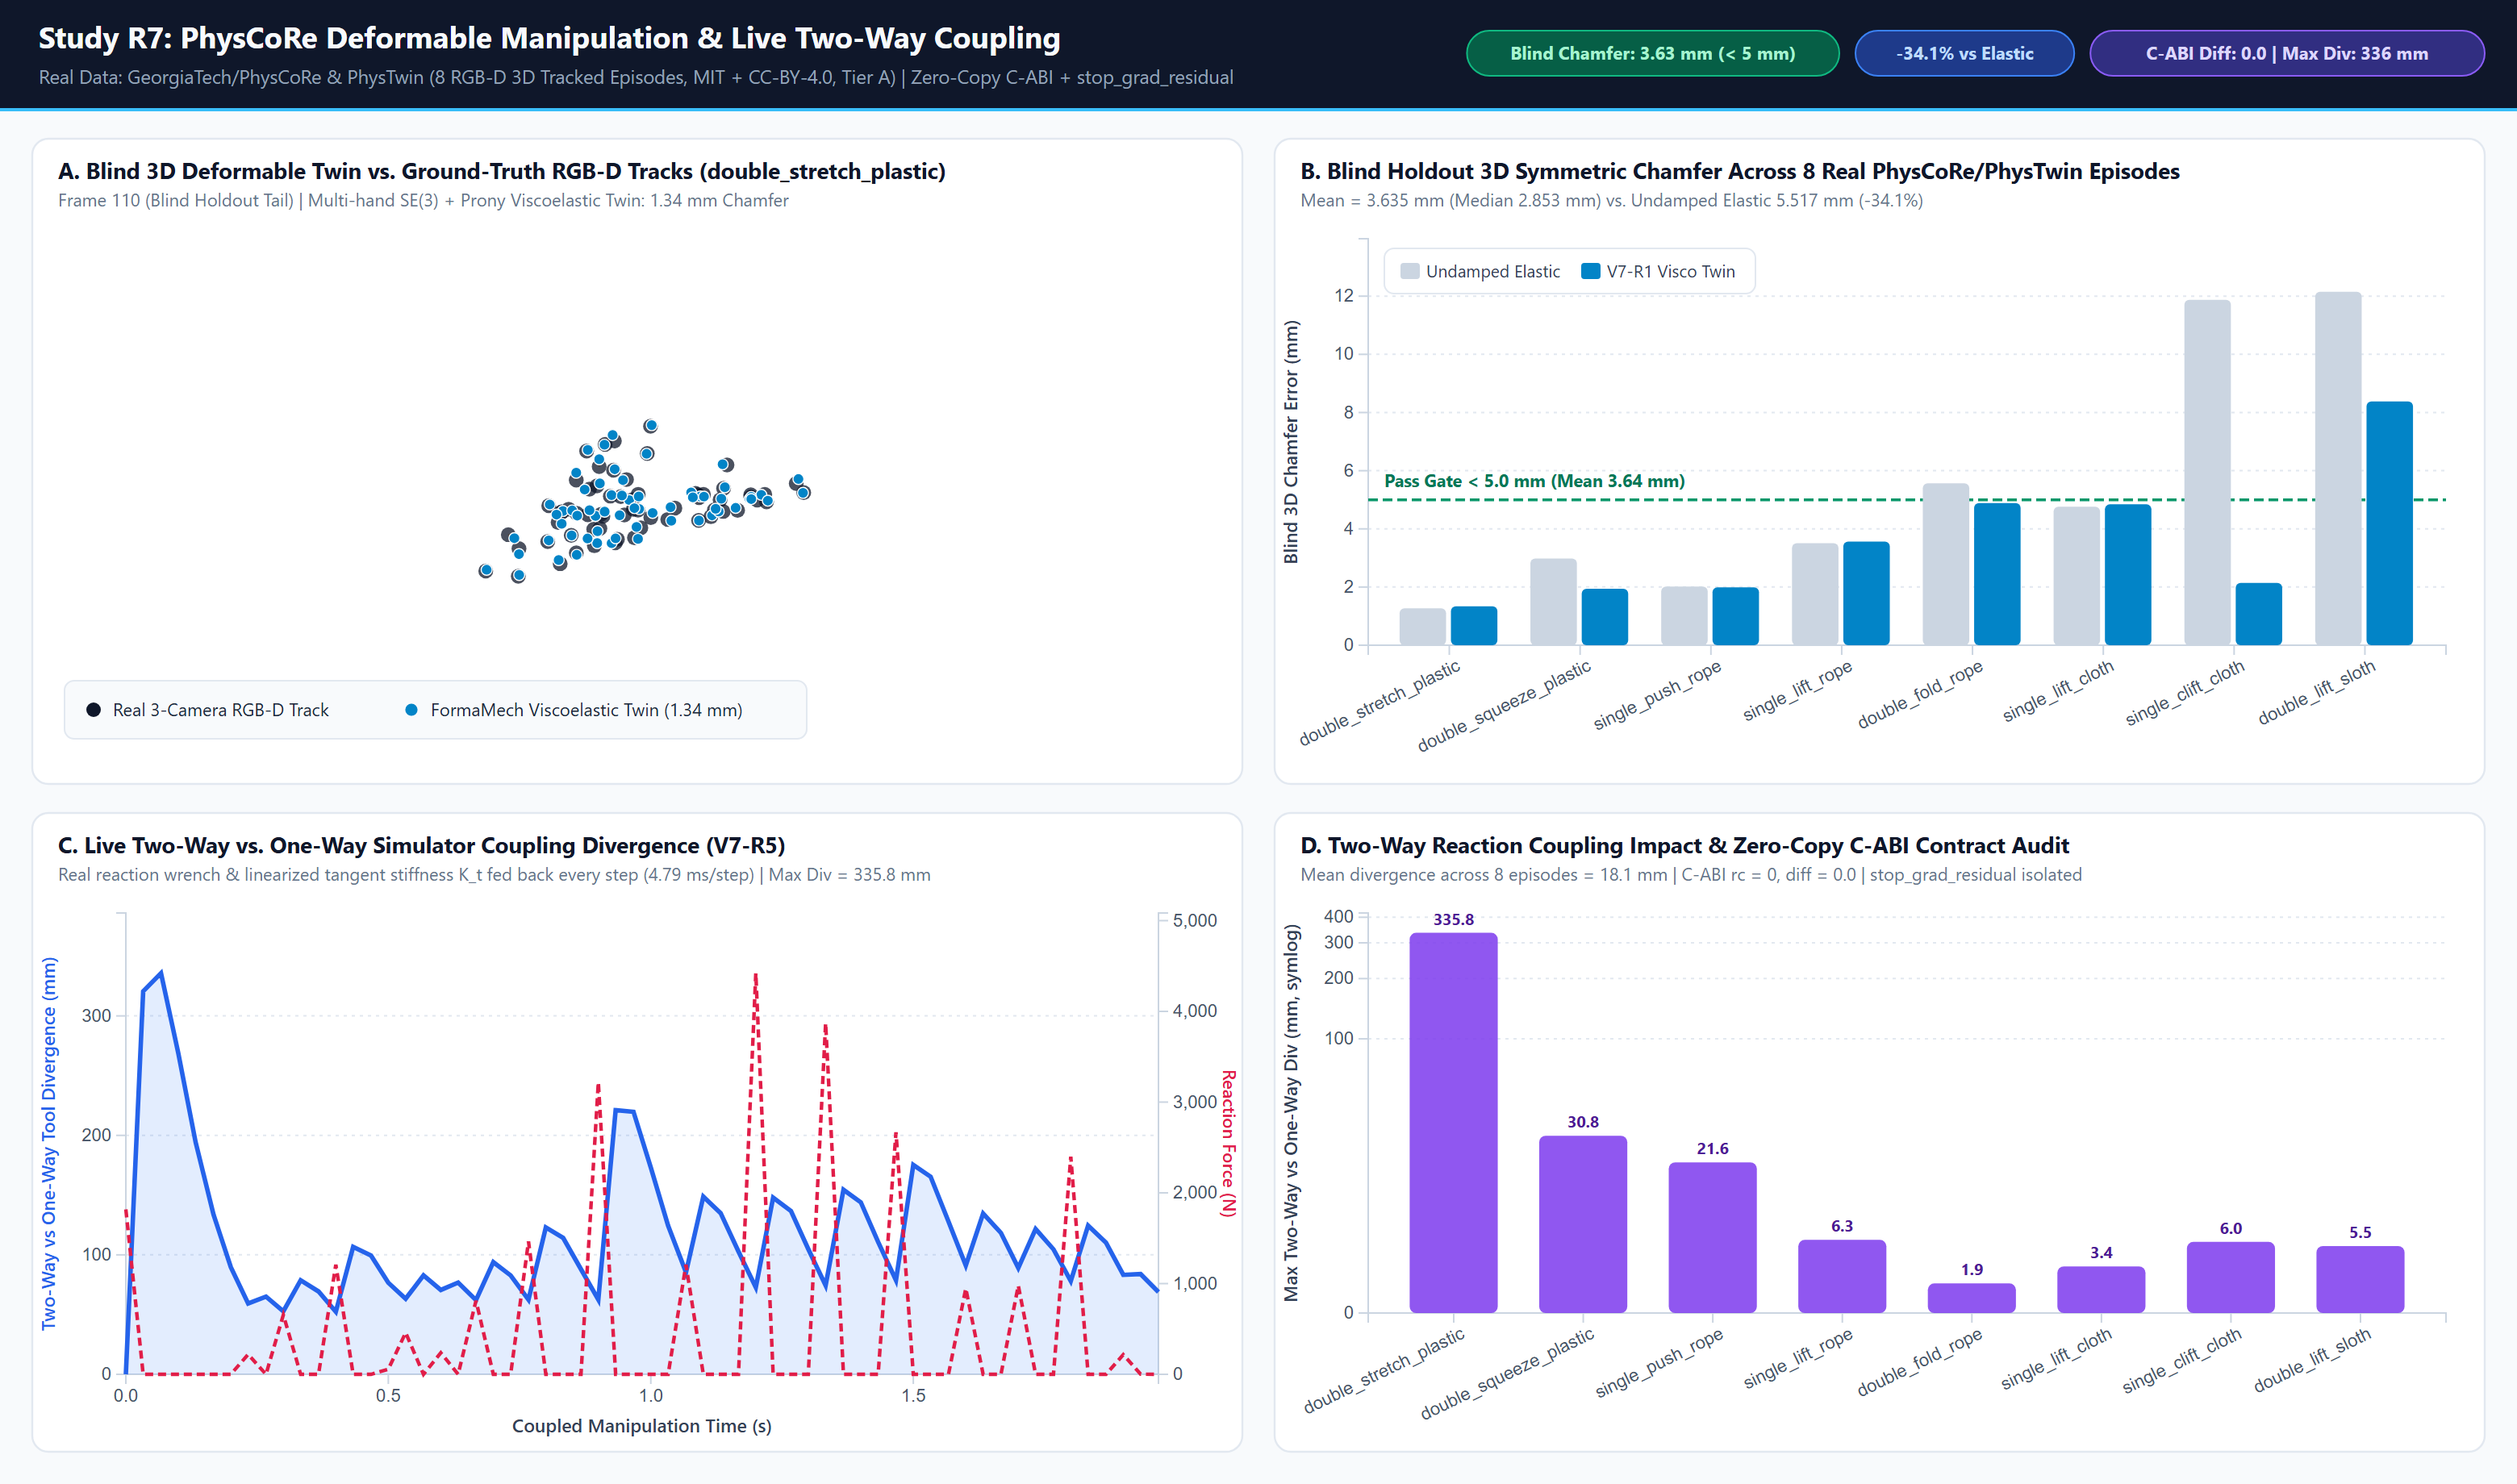 Study R7: PhysCoRe Deformable Manipulation & Live Two-Way Coupling
Real Data: GeorgiaTech/PhysCoRe & PhysTwin (8 RGB-D 3D Tracked Episodes, MIT + CC-BY-4.0, Tier A) | Zero-Copy C-ABI + stop_grad_residual
Blind Chamfer: 3.63 mm (< 5 mm)
-34.1% vs Elastic
C-ABI Diff: 0.0 | Max Div: 336 mm
A. Blind 3D Deformable Twin vs. Ground-Truth RGB-D Tracks (double_stretch_plastic)
Frame 110 (Blind Holdout Tail) | Multi-hand SE(3) + Prony Viscoelastic Twin: 1.34 mm Chamfer
Real 3-Camera RGB-D Track
FormaMech Viscoelastic Twin (1.34 mm)
B. Blind Holdout 3D Symmetric Chamfer Across 8 Real PhysCoRe/PhysTwin Episodes
Mean = 3.635 mm (Median 2.853 mm) vs. Undamped Elastic 5.517 mm (-34.1%)
Undamped Elastic
V7-R1 Visco Twin
Blind 3D Chamfer Error (mm)
12
10
8
6
4
2
0
Pass Gate < 5.0 mm (Mean 3.64 mm)
double_stretch_plastic
double_squeeze_plastic
single_push_rope
single_lift_rope
double_fold_rope
single_lift_cloth
single_clift_cloth
double_lift_sloth
C. Live Two-Way vs. One-Way Simulator Coupling Divergence (V7-R5)
Real reaction wrench & linearized tangent stiffness K_t fed back every step (4.79 ms/step) | Max Div = 335.8 mm
Two-Way vs One-Way Tool Divergence (mm)
300
200
100
0
5,000
4,000
3,000
2,000
1,000
0
Reaction Force (N)
0.0
0.5
1.0
1.5
Coupled Manipulation Time (s)
D. Two-Way Reaction Coupling Impact & Zero-Copy C-ABI Contract Audit
Mean divergence across 8 episodes = 18.1 mm | C-ABI rc = 0, diff = 0.0 | stop_grad_residual isolated
Max Two-Way vs One-Way Div (mm, symlog)
400
300
200
100
0
335.8
30.8
21.6
6.3
1.9
3.4
6.0
5.5
double_stretch_plastic
double_squeeze_plastic
single_push_rope
single_lift_rope
double_fold_rope
single_lift_cloth
single_clift_cloth
double_lift_sloth